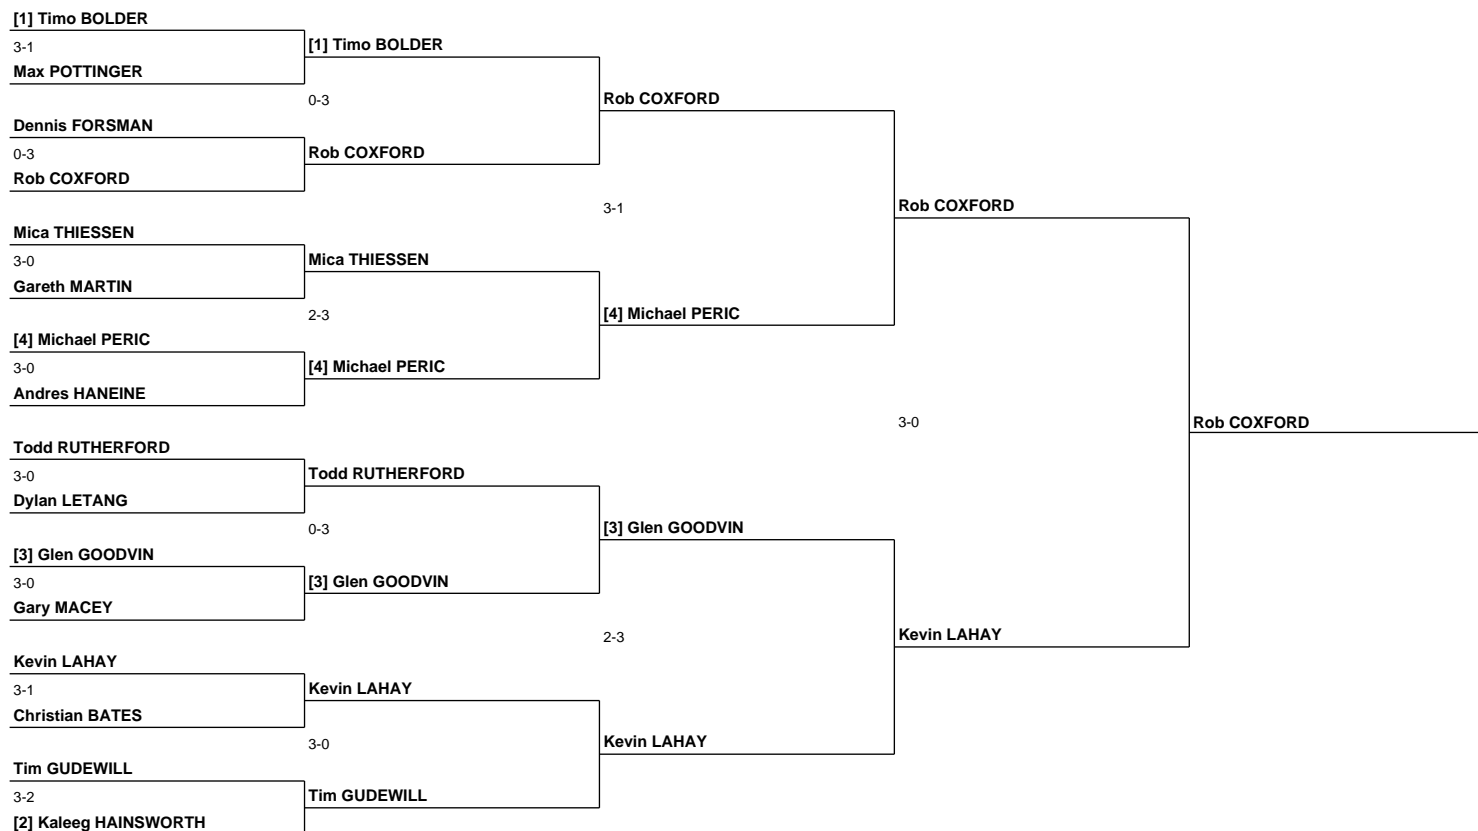 [1] Timo BOLDER
3-1
Max POTTINGER
Dennis FORSMAN
0-3
Rob COXFORD
Mica THIESSEN
3-0
Gareth MARTIN
[4] Michael PERIC
3-0
Andres HANEINE
Todd RUTHERFORD
3-0
Dylan LETANG
[3] Glen GOODVIN
3-0
Gary MACEY
Kevin LAHAY
3-1
Christian BATES
Tim GUDEWILL
3-2
[2] Kaleeg HAINSWORTH
[1] Timo BOLDER
0-3
Rob COXFORD
Mica THIESSEN
2-3
[4] Michael PERIC
Todd RUTHERFORD
0-3
[3] Glen GOODVIN
Kevin LAHAY
3-0
Tim GUDEWILL
Rob COXFORD
3-1
[4] Michael PERIC
[3] Glen GOODVIN
2-3
Kevin LAHAY
Rob COXFORD
3-0
Kevin LAHAY
Rob COXFORD